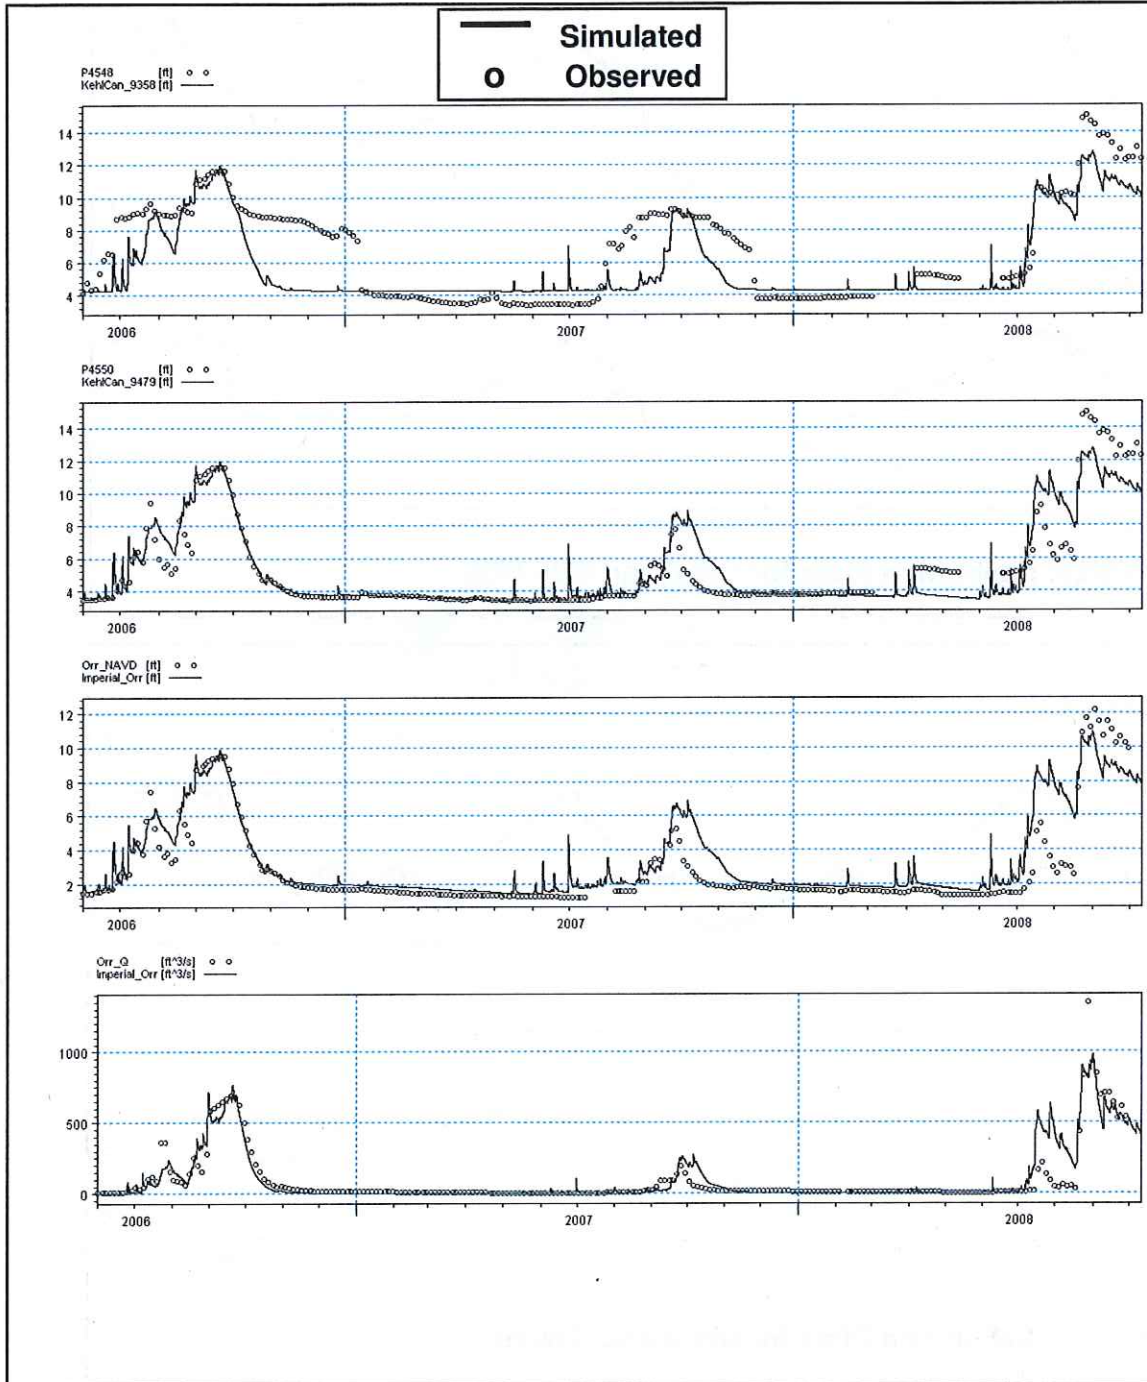 Simulated
o Observed
P4548 [ft] o o
KehlCan_9358 [ft]
14
12
10
8
6
4
2006 2007 2008
P4550 [ft] o o
KehlCan_9479 [ft]
14
12
10
8
6
4
2006 2007 2008
Orr_NAVD [ft] o o
Imperial_Orr [ft]
12
10
8
6
4
2
2006 2007 2008
Orr_Q [ft^3/s] o o
Imperial_Orr [ft^3/s]
1000
500
0
2006 2007 2008